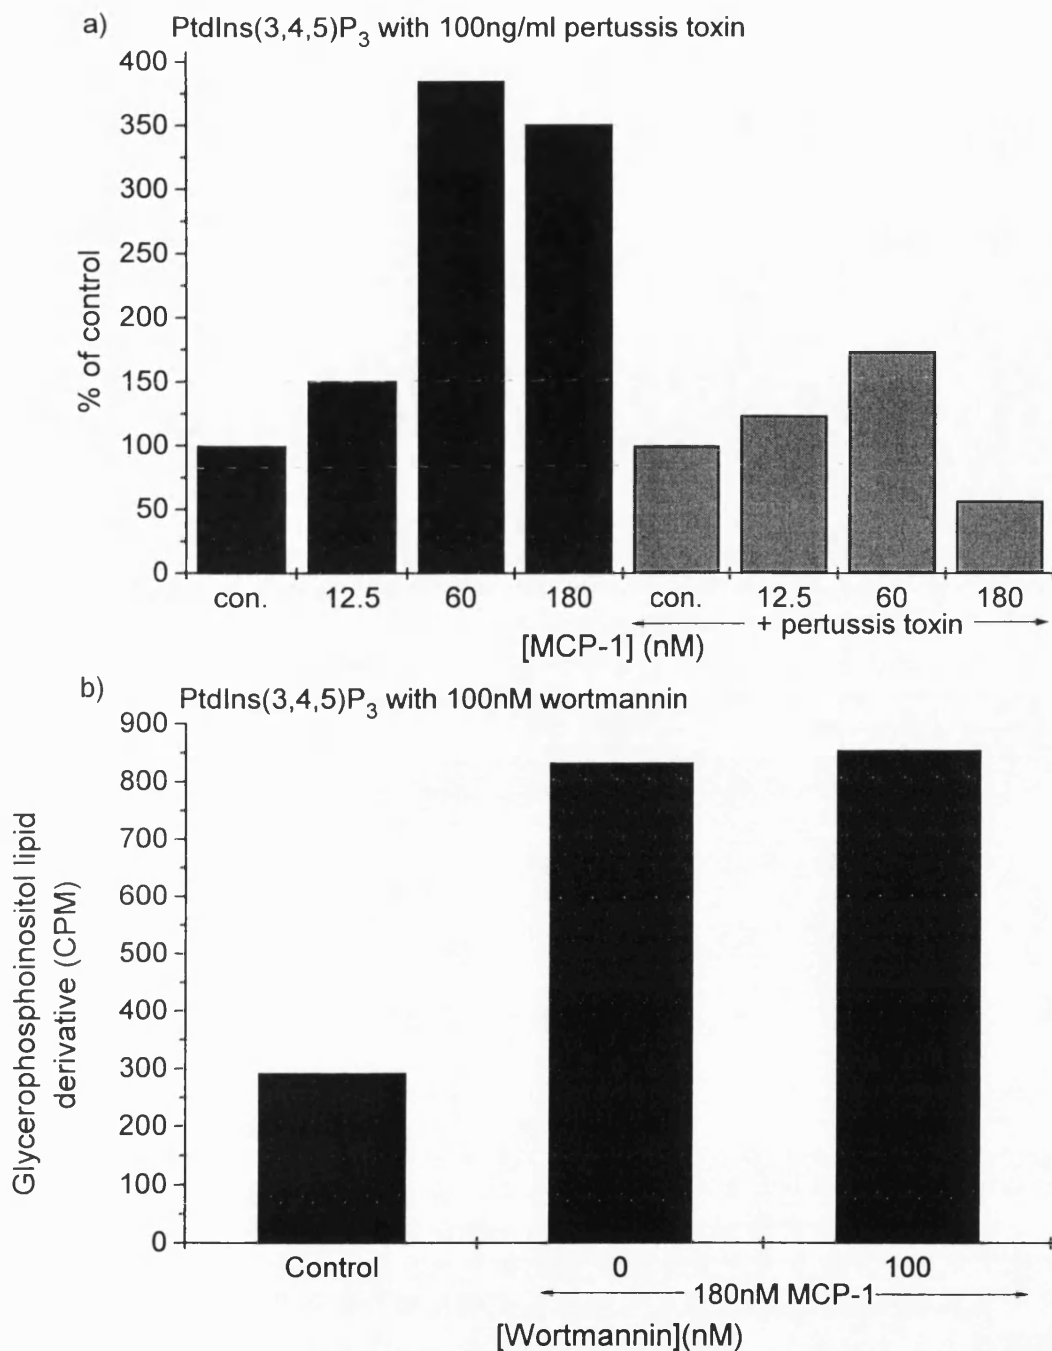 a) PtdIns(3,4,5)P3 with 100ng/ml pertussis toxin
% of control
400
350
300
250
200
150
100
50
0
con. 12.5 60 180 con. 12.5 60 180
+ pertussis toxin
[MCP-1] (nM)
b) PtdIns(3,4,5)P3 with 100nM wortmannin
Glycerophosphoinositol lipid
derivative (CPM)
900
800
700
600
500
400
300
200
100
0
Control 0 100
180nM MCP-1
[Wortmannin](nM)